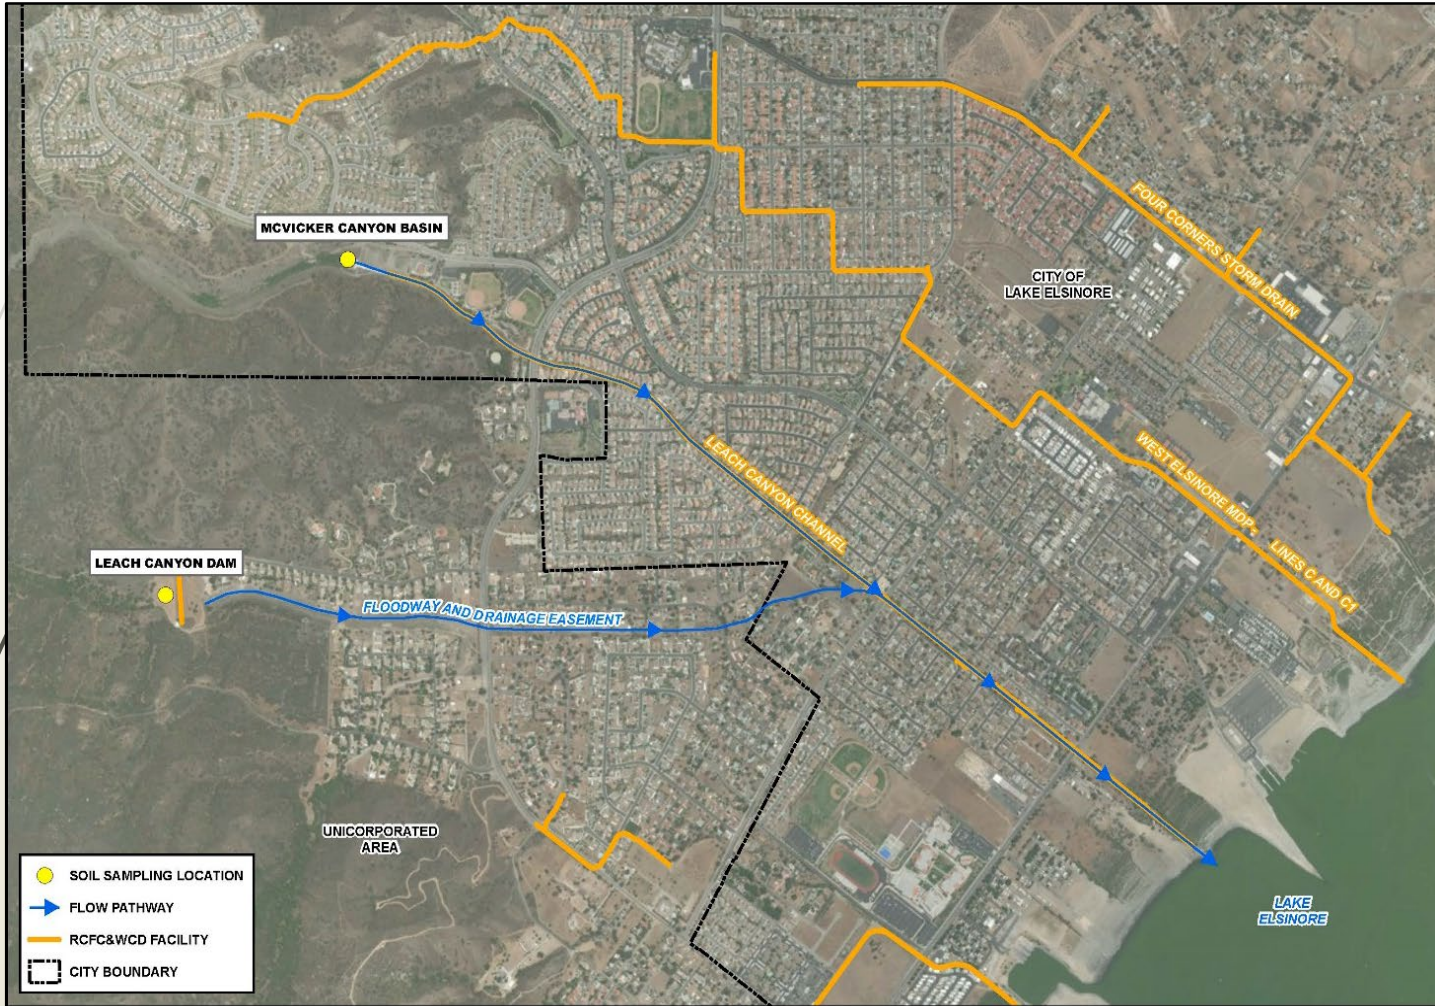 MCVICKER CANYON BASIN
FOUR CORNERS STORM DRAIN
CITY OF
LAKE ELSINORE
LEACH CANYON CHANNEL
WEST ELSINORE MDP - LINES C AND C1
LEACH CANYON DAM
FLOODWAY AND DRAINAGE EASEMENT
UNICORPORATED
AREA
SOIL SAMPLING LOCATION
FLOW PATHWAY
RCFC&WCD FACILITY
CITY BOUNDARY
LAKE
ELSINORE